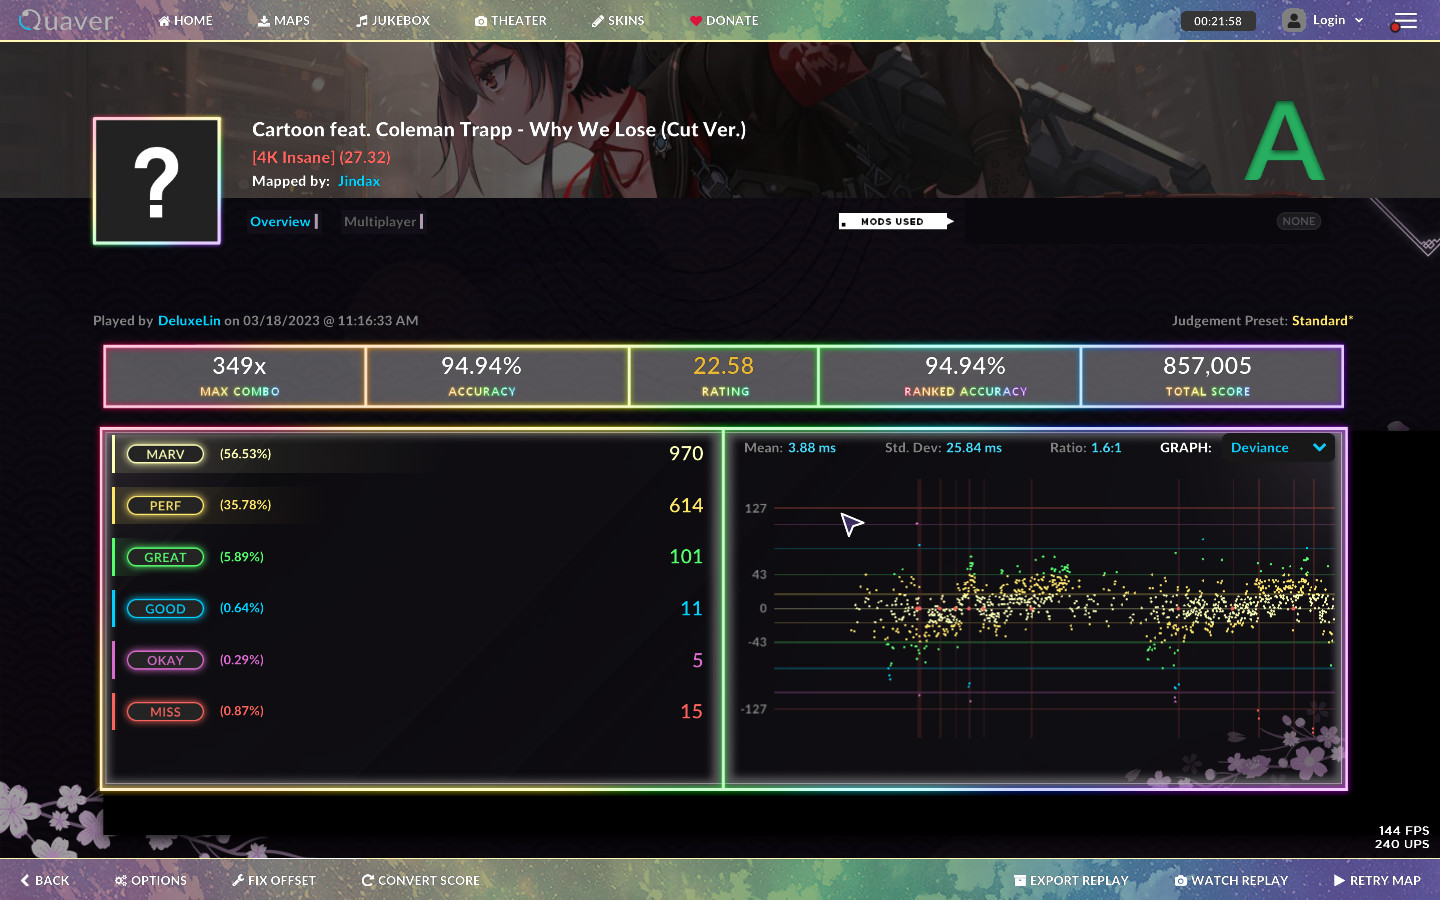 Quaver HOME MAPS JUKEBOX THEATER SKINS DONATE 00:21:58 Login
Cartoon feat. Coleman Trapp - Why We Lose (Cut Ver.)
[4K Insane] (27.32)
Mapped by: Jindax
A
?
Overview Multiplayer MODS USED NONE
Played by DeluxeLin on 03/18/2023 @ 11:16:33 AM Judgement Preset: Standard*
349x 94.94% 22.58 94.94% 857,005
MAX COMBO ACCURACY RATING RANKED ACCURACY TOTAL SCORE
MARV (56.53%) 970
PERF (35.78%) 614
GREAT (5.89%) 101
GOOD (0.64%) 11
OKAY (0.29%) 5
MISS (0.87%) 15
Mean: 3.88 ms Std. Dev: 25.84 ms Ratio: 1.6:1 GRAPH: Deviance
127
43
0
-43
-127
144 FPS
240 UPS
BACK OPTIONS FIX OFFSET CONVERT SCORE EXPORT REPLAY WATCH REPLAY RETRY MAP